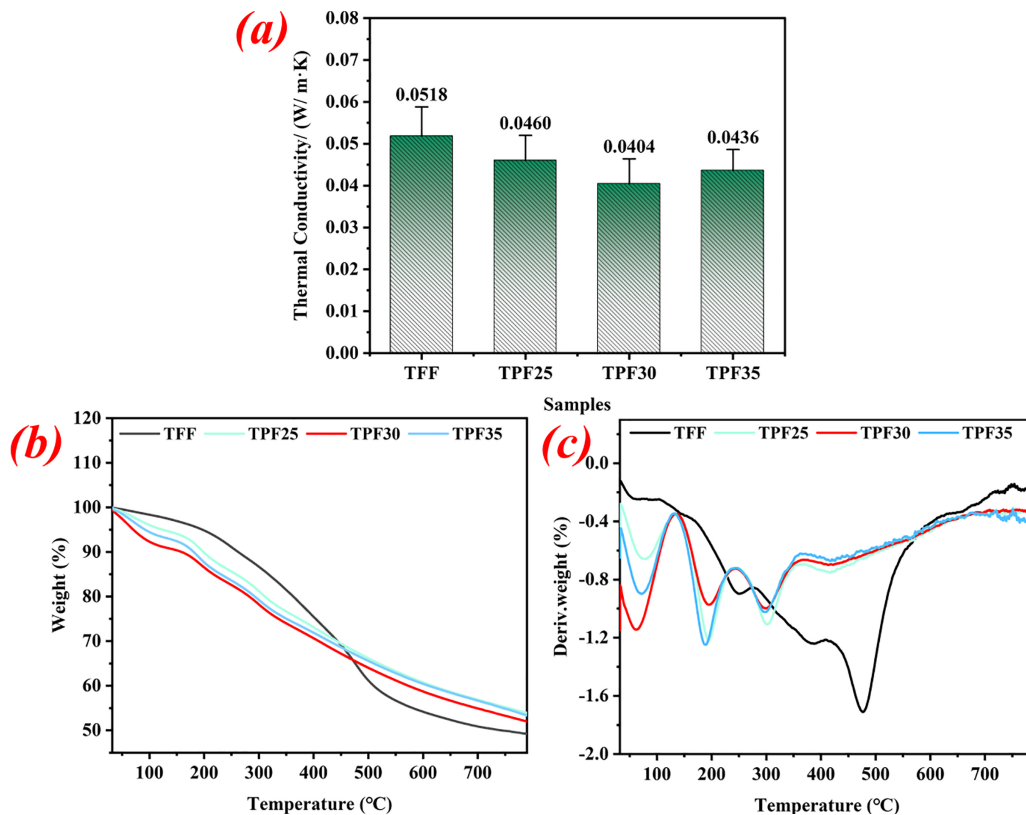 (a)
Thermal Conductivity/ (W/ m·K)
0.08
0.07
0.06
0.05
0.04
0.03
0.02
0.01
0.00
0.0518
0.0460
0.0404
0.0436
TFF TPF25 TPF30 TPF35
Samples
(b)
TFF TPF25 TPF30 TPF35
Weight (%)
120
110
100
90
80
70
60
50
100 200 300 400 500 600 700
Temperature (℃)
(c)
TFF TPF25 TPF30 TPF35
Deriv.weight (%)
0.0
-0.4
-0.8
-1.2
-1.6
-2.0
100 200 300 400 500 600 700
Temperature (℃)